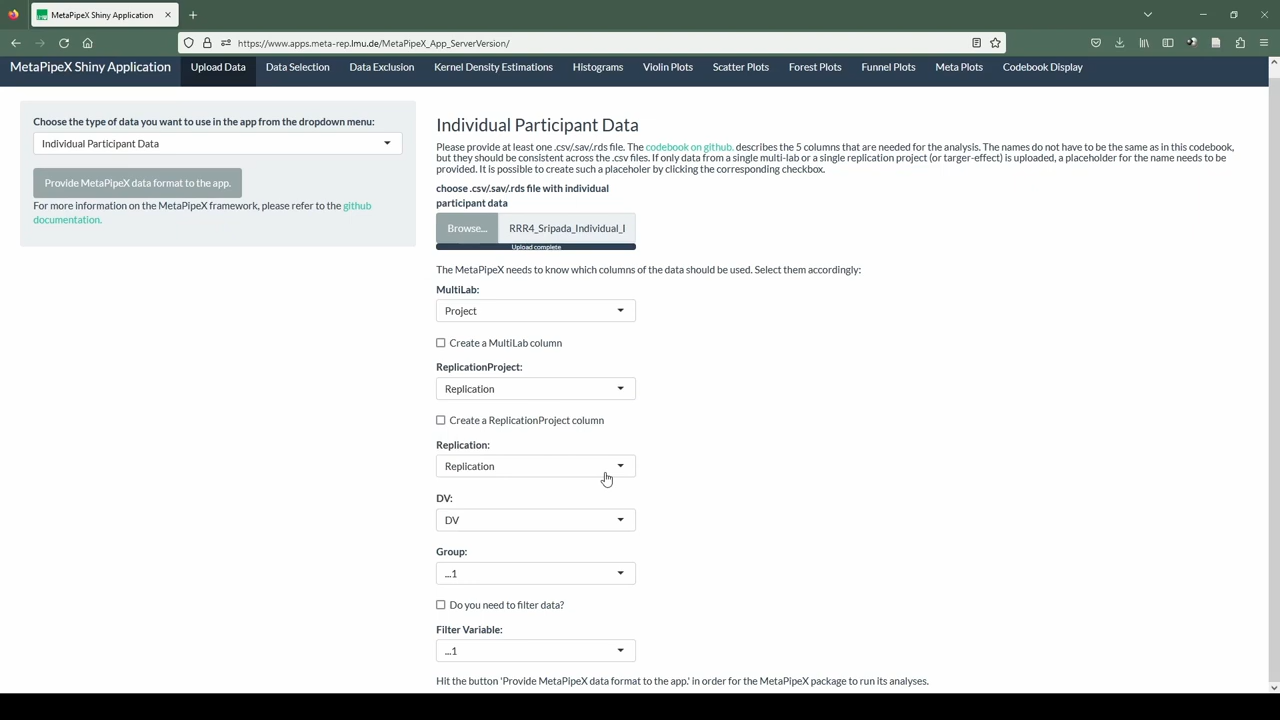 MetaPipeX Shiny Application
https://www.apps.meta-rep.lmu.de/MetaPipeX_App_ServerVersion/
MetaPipeX Shiny Application
Upload Data
Data Selection
Data Exclusion
Kernel Density Estimations
Histograms
Violin Plots
Scatter Plots
Forest Plots
Funnel Plots
Meta Plots
Codebook Display
Choose the type of data you want to use in the app from the dropdown menu:
Individual Participant Data
Provide MetaPipeX data format to the app.
For more information on the MetaPipeX framework, please refer to the github
documentation.
Individual Participant Data
Please provide at least one .csv/.sav/.rds file. The codebook on github. describes the 5 columns that are needed for the analysis. The names do not have to be the same as in this codebook,
but they should be consistent across the .csv files. If only data from a single multi-lab or a single replication project (or targer-effect) is uploaded, a placeholder for the name needs to be
provided. It is possible to create such a placeholer by clicking the corresponding checkbox.
choose .csv/.sav/.rds file with individual
participant data
Browse...
RRR4_Sripada_Individual_I
Upload complete
The MetaPipeX needs to know which columns of the data should be used. Select them accordingly:
MultiLab:
Project
Create a MultiLab column
ReplicationProject:
Replication
Create a ReplicationProject column
Replication:
Replication
DV:
DV
Group:
...1
Do you need to filter data?
Filter Variable:
...1
Hit the button 'Provide MetaPipeX data format to the app.' in order for the MetaPipeX package to run its analyses.